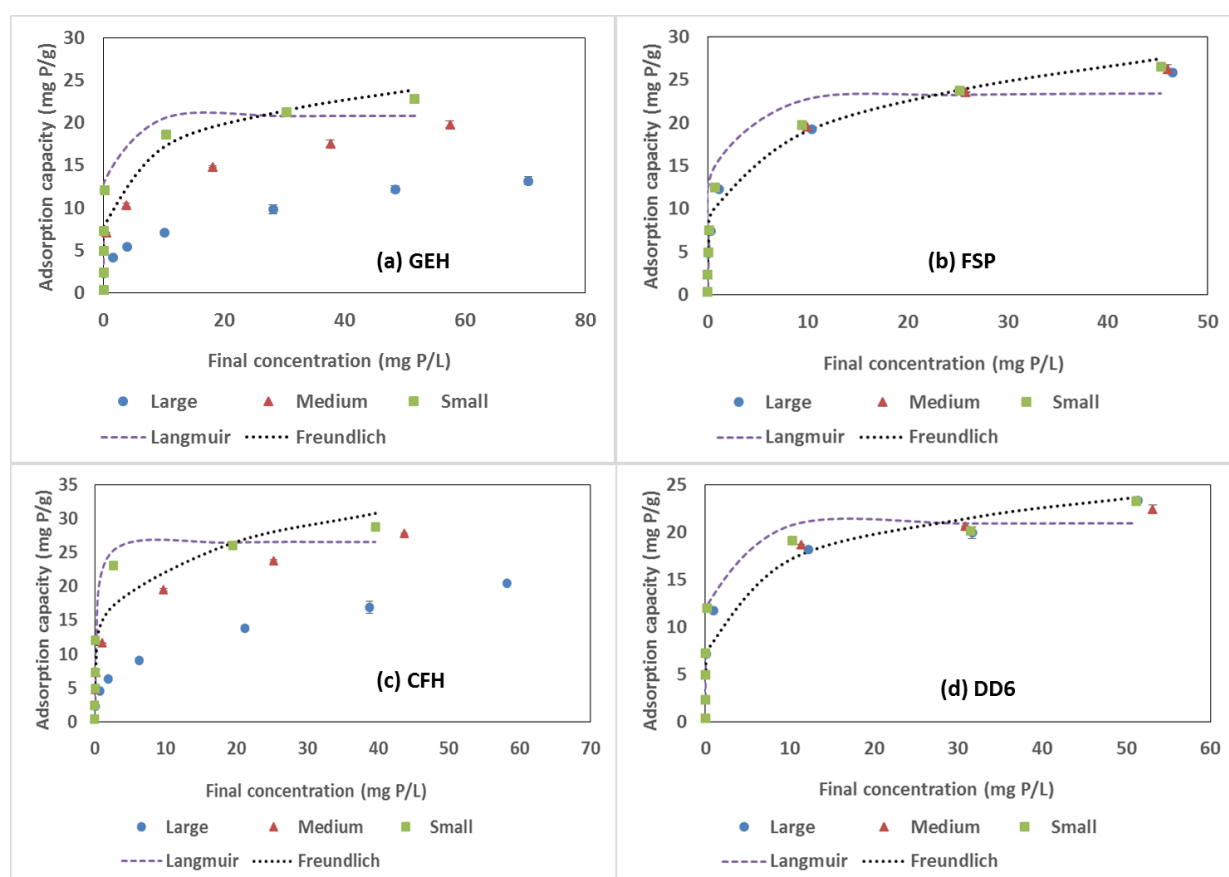 Adsorption capacity (mg P/g)
30
25
20
15
10
5
0
(a) GEH
0 20 40 60 80
Final concentration (mg P/L)
Large Medium Small
Langmuir Freundlich
Adsorption capacity (mg P/g)
30
25
20
15
10
5
0
(b) FSP
0 10 20 30 40 50
Final concentration (mg P/L)
Large Medium Small
Langmuir Freundlich
Adsorption capacity (mg P/g)
35
30
25
20
15
10
5
0
(c) CFH
0 10 20 30 40 50 60 70
Final concentration (mg P/L)
Large Medium Small
Langmuir Freundlich
Adsorption capacity (mg P/g)
25
20
15
10
5
0
(d) DD6
0 10 20 30 40 50 60
Final concentration (mg P/L)
Large Medium Small
Langmuir Freundlich